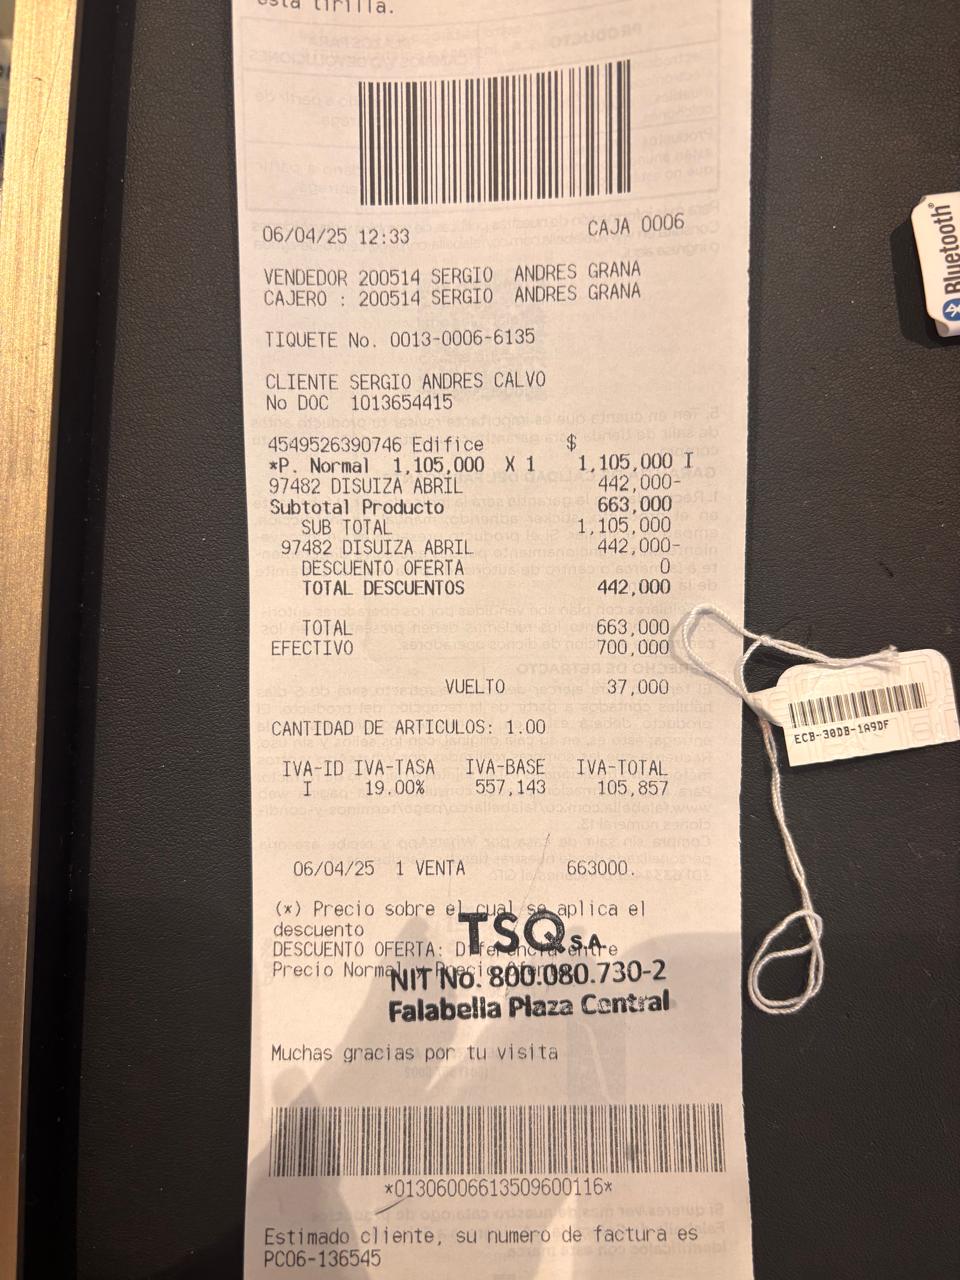 esta tirilla.
06/04/25 12:33 CAJA 0006
VENDEDOR 200514 SERGIO ANDRES GRANA
CAJERO : 200514 SERGIO ANDRES GRANA
TIQUETE No. 0013-0006-6135
CLIENTE SERGIO ANDRES CALVO
No DOC 1013654415
4549526390746 Edifice $
*P. Normal 1,105,000 X 1 1,105,000 I
97482 DISUIZA ABRIL 442,000-
Subtotal Producto 663,000
SUB TOTAL 1,105,000
97482 DISUIZA ABRIL 442,000-
DESCUENTO OFERTA 0
TOTAL DESCUENTOS 442,000
TOTAL 663,000
EFECTIVO 700,000
VUELTO 37,000
CANTIDAD DE ARTICULOS: 1.00
IVA-ID IVA-TASA IVA-BASE IVA-TOTAL
I 19.00% 557,143 105,857
06/04/25 1 VENTA 663000.
(*) Precio sobre el cual se aplica el
descuento
DESCUENTO OFERTA: Diferencia entre
Precio Normal y Precio Oferta
TSQ S.A.
NIT No. 800.080.730-2
Falabella Plaza Central
Muchas gracias por tu visita
*01306006613509600116*
Estimado cliente, su numero de factura es
PC06-136545
Bluetooth®
ECB-30DB-1A9DF